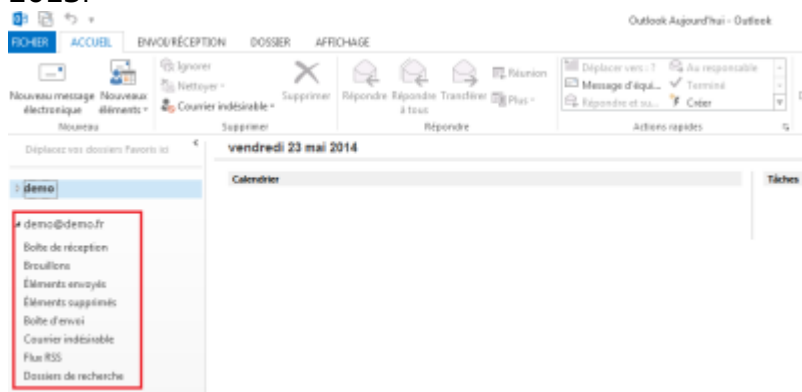 2013.
Outlook Aujourd'hui - Outlook
FICHIER ACCUEIL ENVOI/RÉCEPTION DOSSIER AFFICHAGE
Nouveau message électronique
Nouveaux éléments
Nouveau
Ignorer
Nettoyer
Courrier indésirable
Supprimer
Supprimer
Répondre
Répondre à tous
Transférer
Réunion
Plus
Répondre
Déplacer vers : ?
Message d'équi...
Répondre et su...
Au responsable
Terminé
Créer
Actions rapides
Déplacez vos dossiers Favoris ici
vendredi 23 mai 2014
demo
Calendrier
Tâches
demo@demo.fr
Boîte de réception
Brouillons
Éléments envoyés
Éléments supprimés
Boîte d'envoi
Courrier indésirable
Flux RSS
Dossiers de recherche